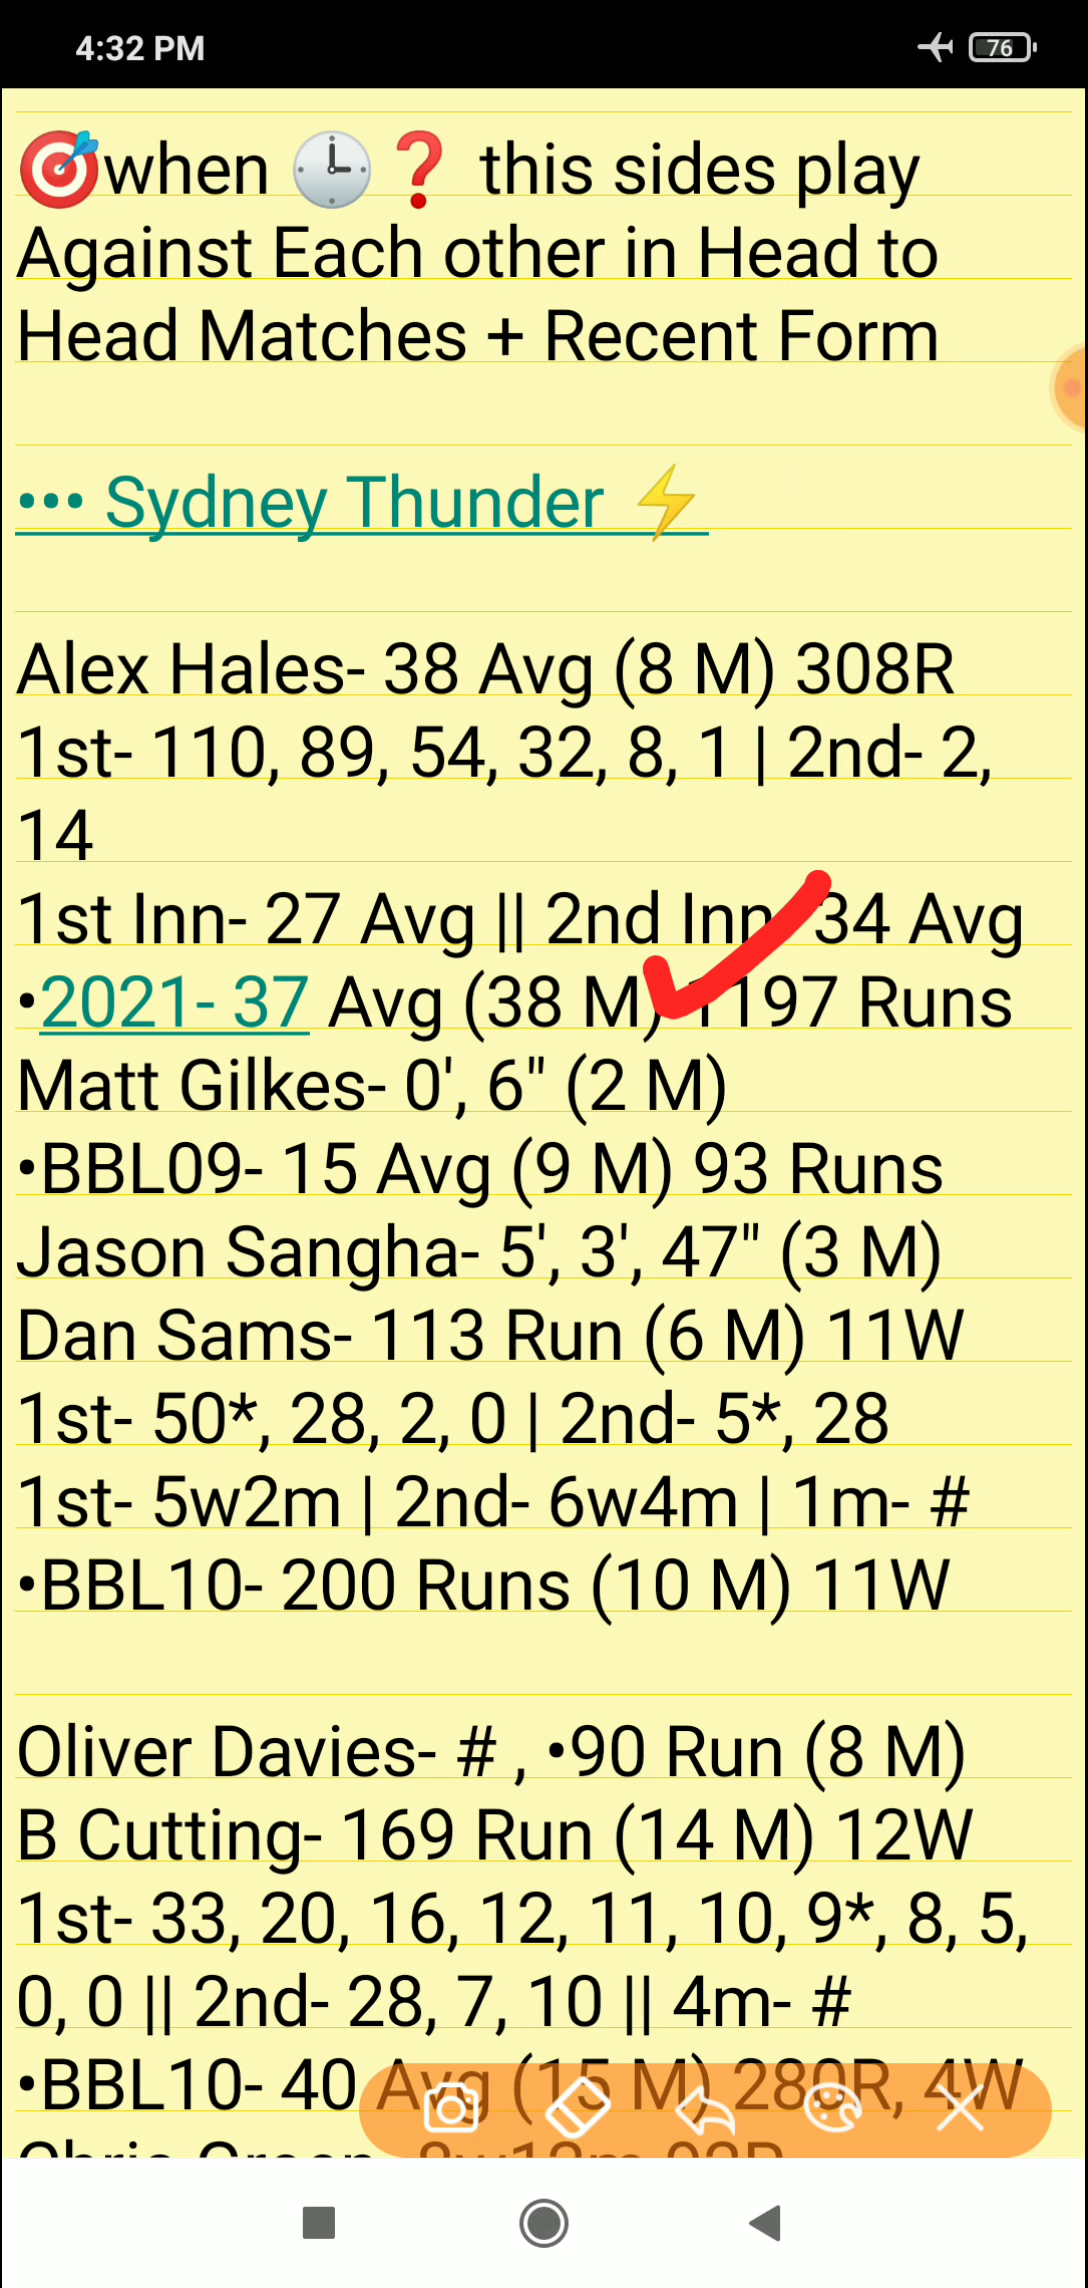 4:32 PM
76
🎯when 🕒❓ this sides play
Against Each other in Head to
Head Matches + Recent Form
••• Sydney Thunder ⚡
Alex Hales- 38 Avg (8 M) 308R
1st- 110, 89, 54, 32, 8, 1 | 2nd- 2,
14
1st Inn- 27 Avg || 2nd Inn- 34 Avg
•2021- 37 Avg (38 M) 1197 Runs
Matt Gilkes- 0', 6" (2 M)
•BBL09- 15 Avg (9 M) 93 Runs
Jason Sangha- 5', 3', 47" (3 M)
Dan Sams- 113 Run (6 M) 11W
1st- 50*, 28, 2, 0 | 2nd- 5*, 28
1st- 5w2m | 2nd- 6w4m | 1m- #
•BBL10- 200 Runs (10 M) 11W
Oliver Davies- # , •90 Run (8 M)
B Cutting- 169 Run (14 M) 12W
1st- 33, 20, 16, 12, 11, 10, 9*, 8, 5,
0, 0 || 2nd- 28, 7, 10 || 4m- #
•BBL10- 40 Avg (15 M) 280R, 4W
Chris Green-